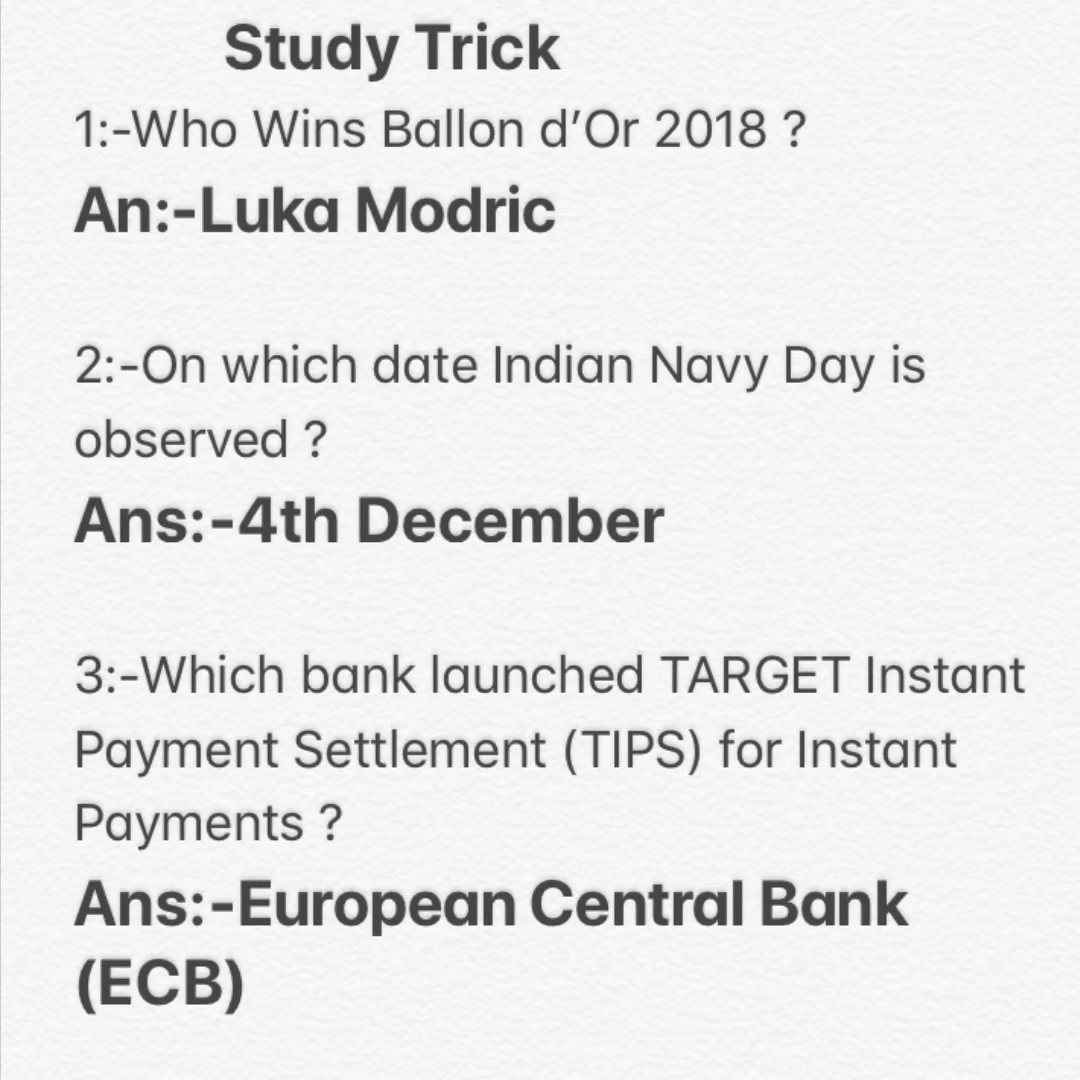 Study Trick
1:-Who Wins Ballon d’Or 2018 ?
An:-Luka Modric
2:-On which date Indian Navy Day is
observed ?
Ans:-4th December
3:-Which bank launched TARGET Instant
Payment Settlement (TIPS) for Instant
Payments ?
Ans:-European Central Bank
(ECB)